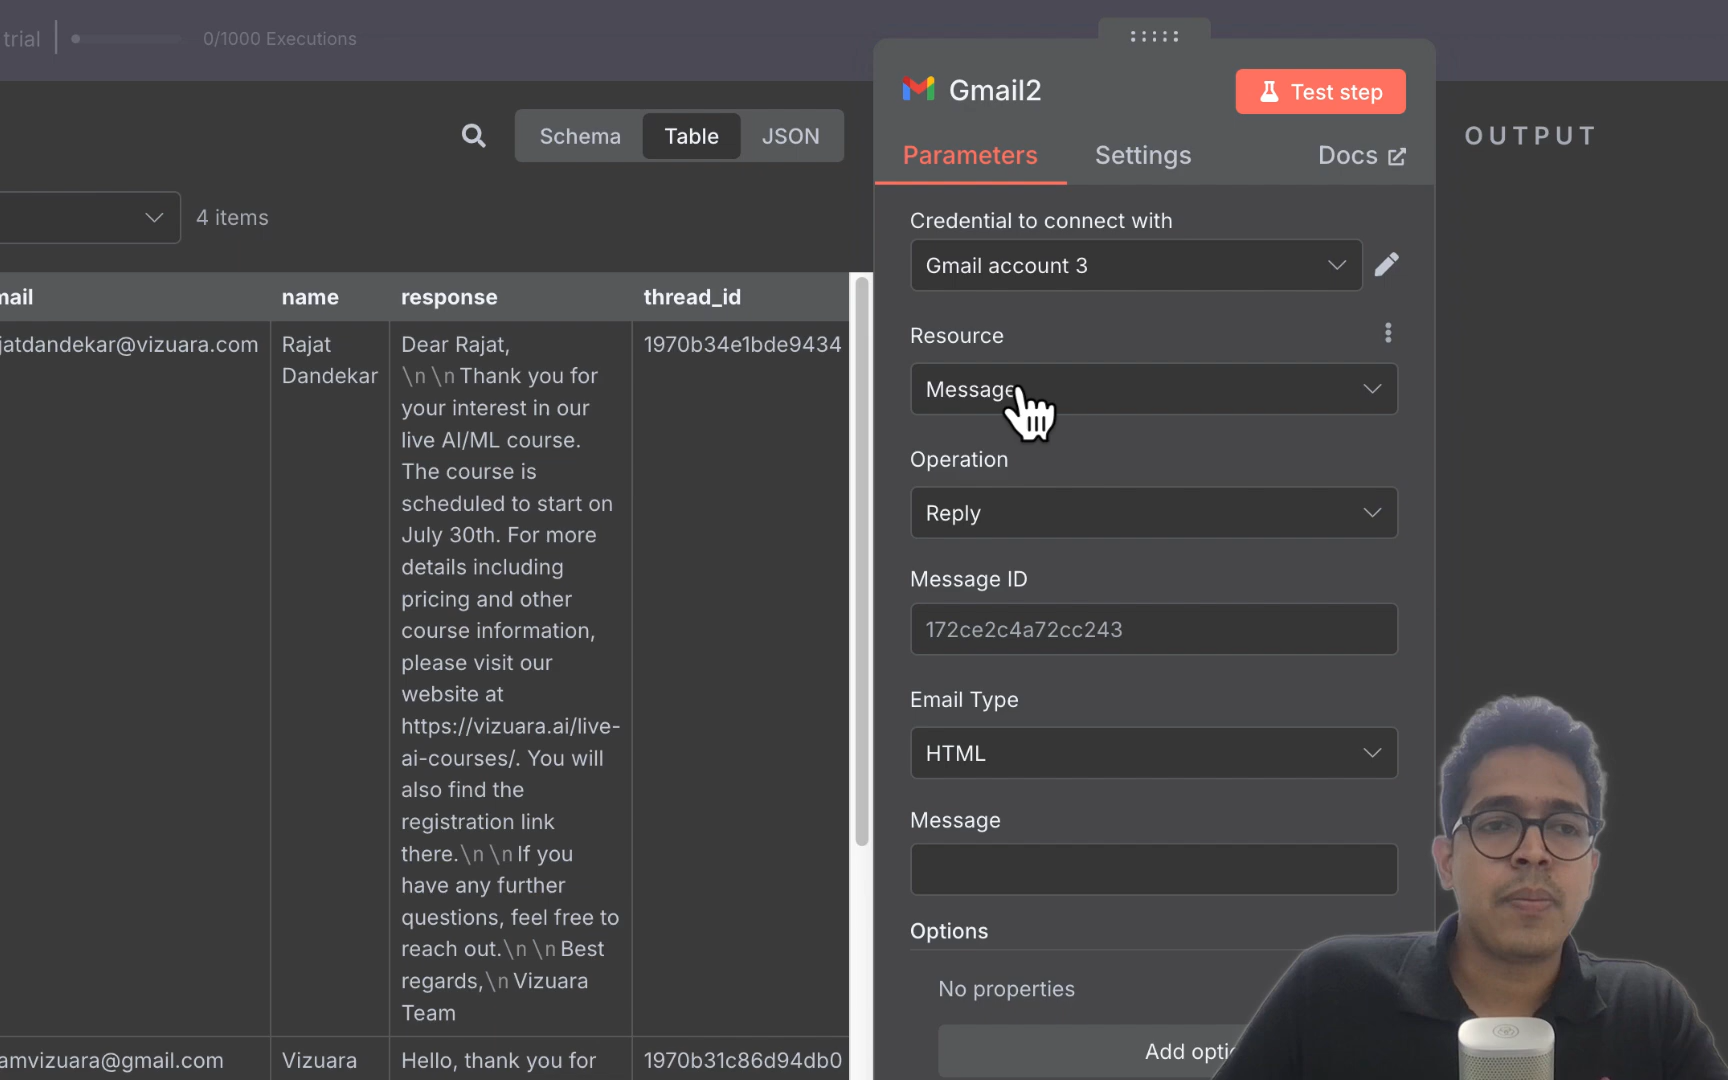 trial
0/1000 Executions
Gmail2
Test step
Schema
Table
JSON
OUTPUT
Parameters
Settings
Docs
4 items
Credential to connect with
Gmail account 3
mail
name
response
thread_id
Resource
jatdandekar@vizuara.com
Rajat
Dandekar
Dear Rajat,
\n\nThank you for
your interest in our
live AI/ML course.
The course is
scheduled to start on
July 30th. For more
details including
pricing and other
course information,
please visit our
website at
https://vizuara.ai/live-
ai-courses/. You will
also find the
registration link
there.\n\nIf you
have any further
questions, feel free to
reach out.\n\nBest
regards,\nVizuara
Team
1970b34e1bde9434
Message
Operation
Reply
Message ID
172ce2c4a72cc243
Email Type
HTML
Message
Options
No properties
Add optio
amvizuara@gmail.com
Vizuara
Hello, thank you for
1970b31c86d94db0